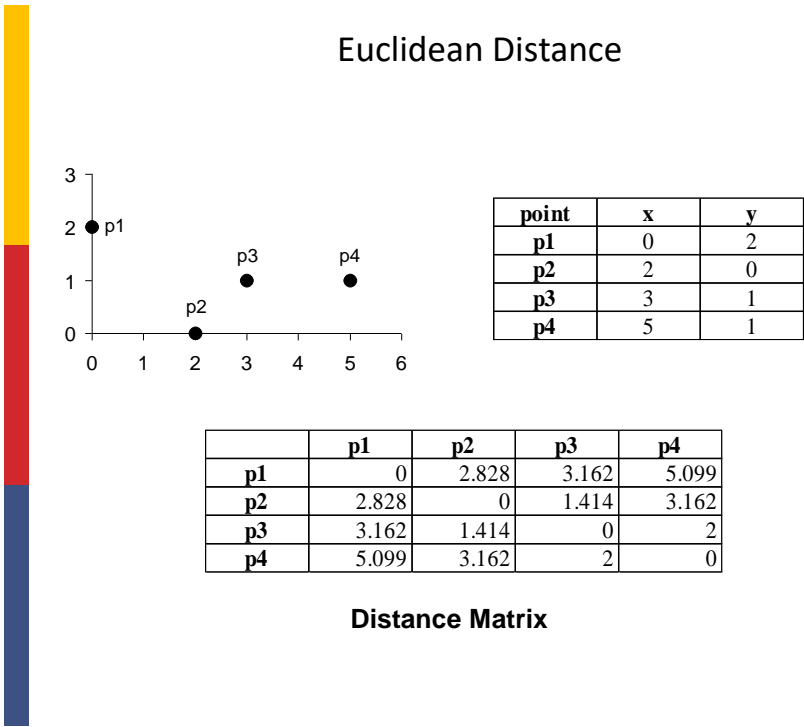 Euclidean Distance
3
2 p1
p3 p4
1
p2
0
0 1 2 3 4 5 6
point x y
p1 0 2
p2 2 0
p3 3 1
p4 5 1
p1 p2 p3 p4
p1 0 2.828 3.162 5.099
p2 2.828 0 1.414 3.162
p3 3.162 1.414 0 2
p4 5.099 3.162 2 0
Distance Matrix